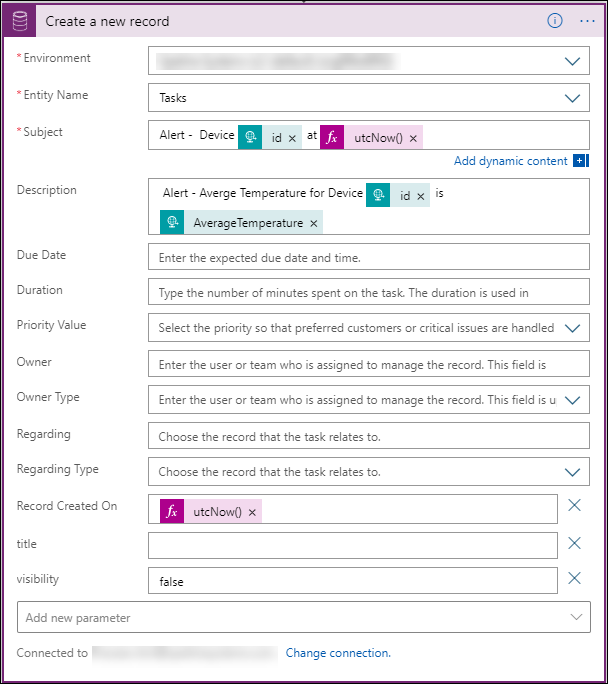 Create a new record
* Environment
* Entity Name Tasks
* Subject Alert - Device id × at fx utcNow() ×
Add dynamic content
Description Alert - Averge Temperature for Device id × is
AverageTemperature ×
Due Date Enter the expected due date and time.
Duration Type the number of minutes spent on the task. The duration is used in
Priority Value Select the priority so that preferred customers or critical issues are handled
Owner Enter the user or team who is assigned to manage the record. This field is
Owner Type Enter the user or team who is assigned to manage the record. This field is u
Regarding Choose the record that the task relates to.
Regarding Type Choose the record that the task relates to.
Record Created On fx utcNow() ×
title
visibility false
Add new parameter
Connected to Change connection.